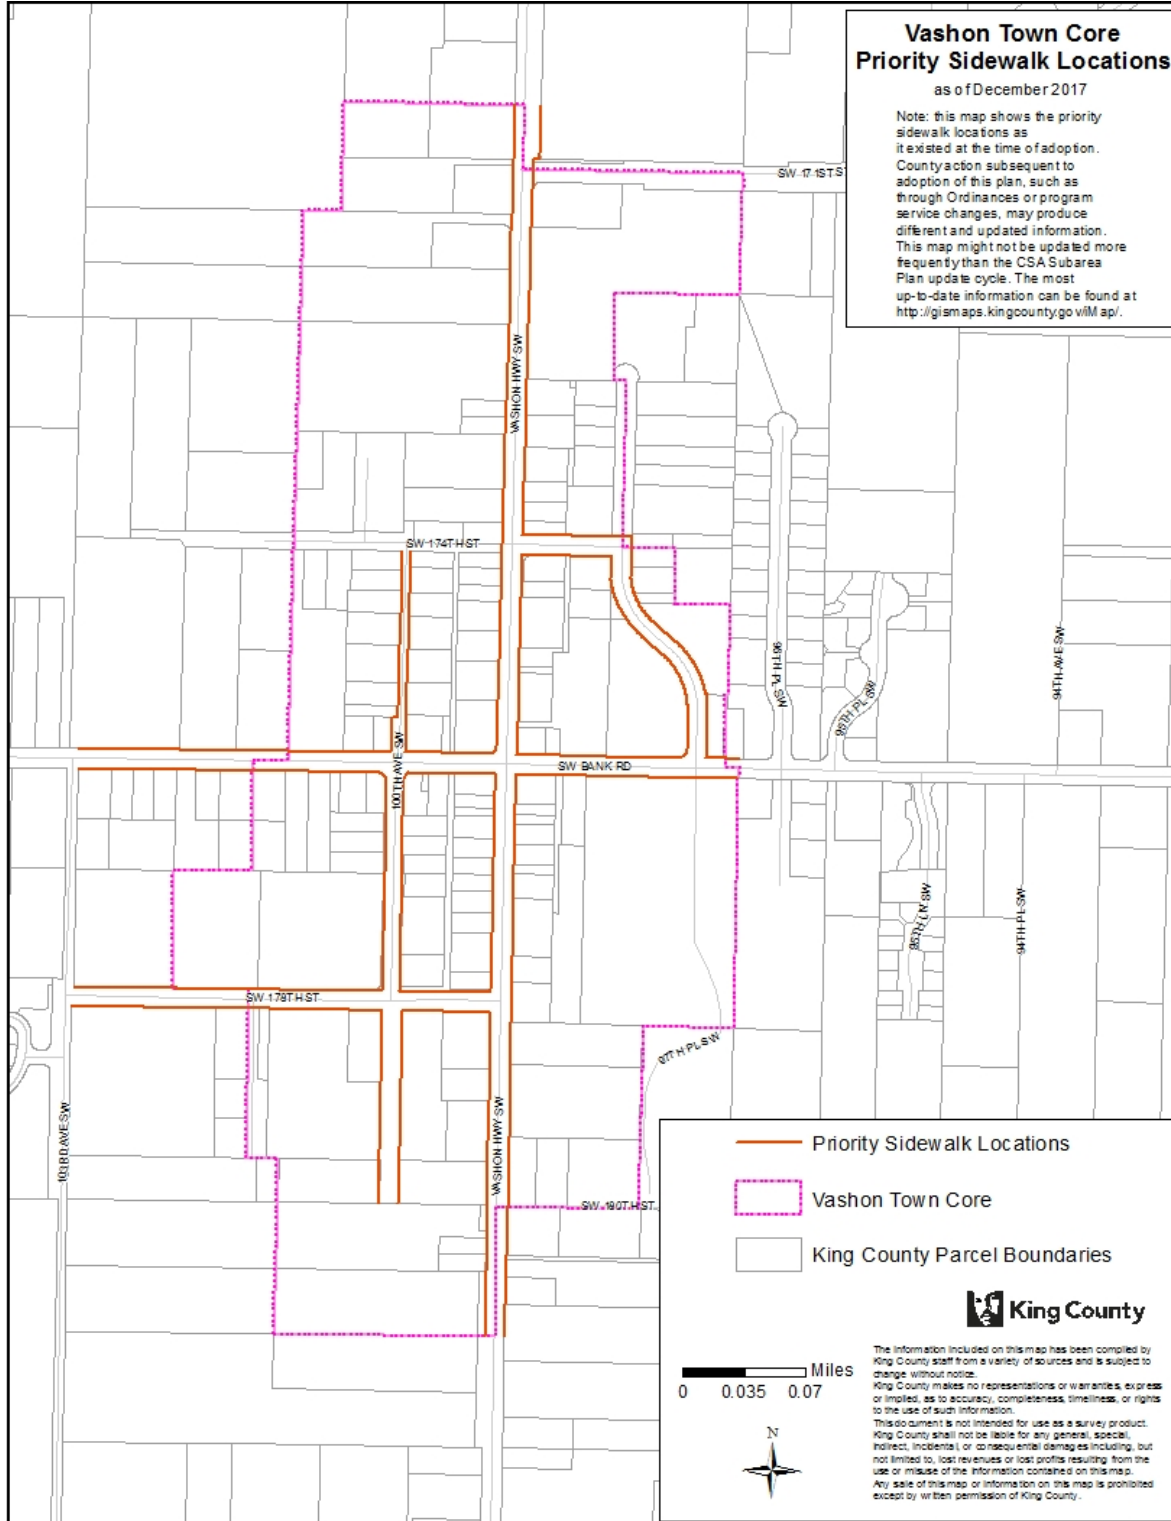 Vashon Town Core
Priority Sidewalk Locations
as of December 2017
Note: this map shows the priority
sidewalk locations as
it existed at the time of adoption.
County action subsequent to
adoption of this plan, such as
through Ordinances or program
service changes, may produce
different and updated information.
This map might not be updated more
frequently than the CSA Subarea
Plan update cycle. The most
up-to-date information can be found at
http://gismaps.kingcounty.gov/iMap/.
SW 171ST ST
VASHON HWY SW
SW 174TH ST
96TH PL SW
95TH PL SW
94TH AVE SW
100TH AVE SW
SW BANK RD
95TH LN SW
94TH PL SW
SW 178TH ST
97TH PL SW
103RD AVE SW
VASHON HWY SW
SW 180TH ST
Priority Sidewalk Locations
Vashon Town Core
King County Parcel Boundaries
King County
Miles
0 0.035 0.07
N
The information included on this map has been compiled by
King County staff from a variety of sources and is subject to
change without notice.
King County makes no representations or warranties, express
or implied, as to accuracy, completeness, timeliness, or rights
to the use of such information.
This document is not intended for use as a survey product.
King County shall not be liable for any general, special,
indirect, incidental, or consequential damages including, but
not limited to, lost revenues or lost profits resulting from the
use or misuse of the information contained on this map.
Any sale of this map or information on this map is prohibited
except by written permission of King County.